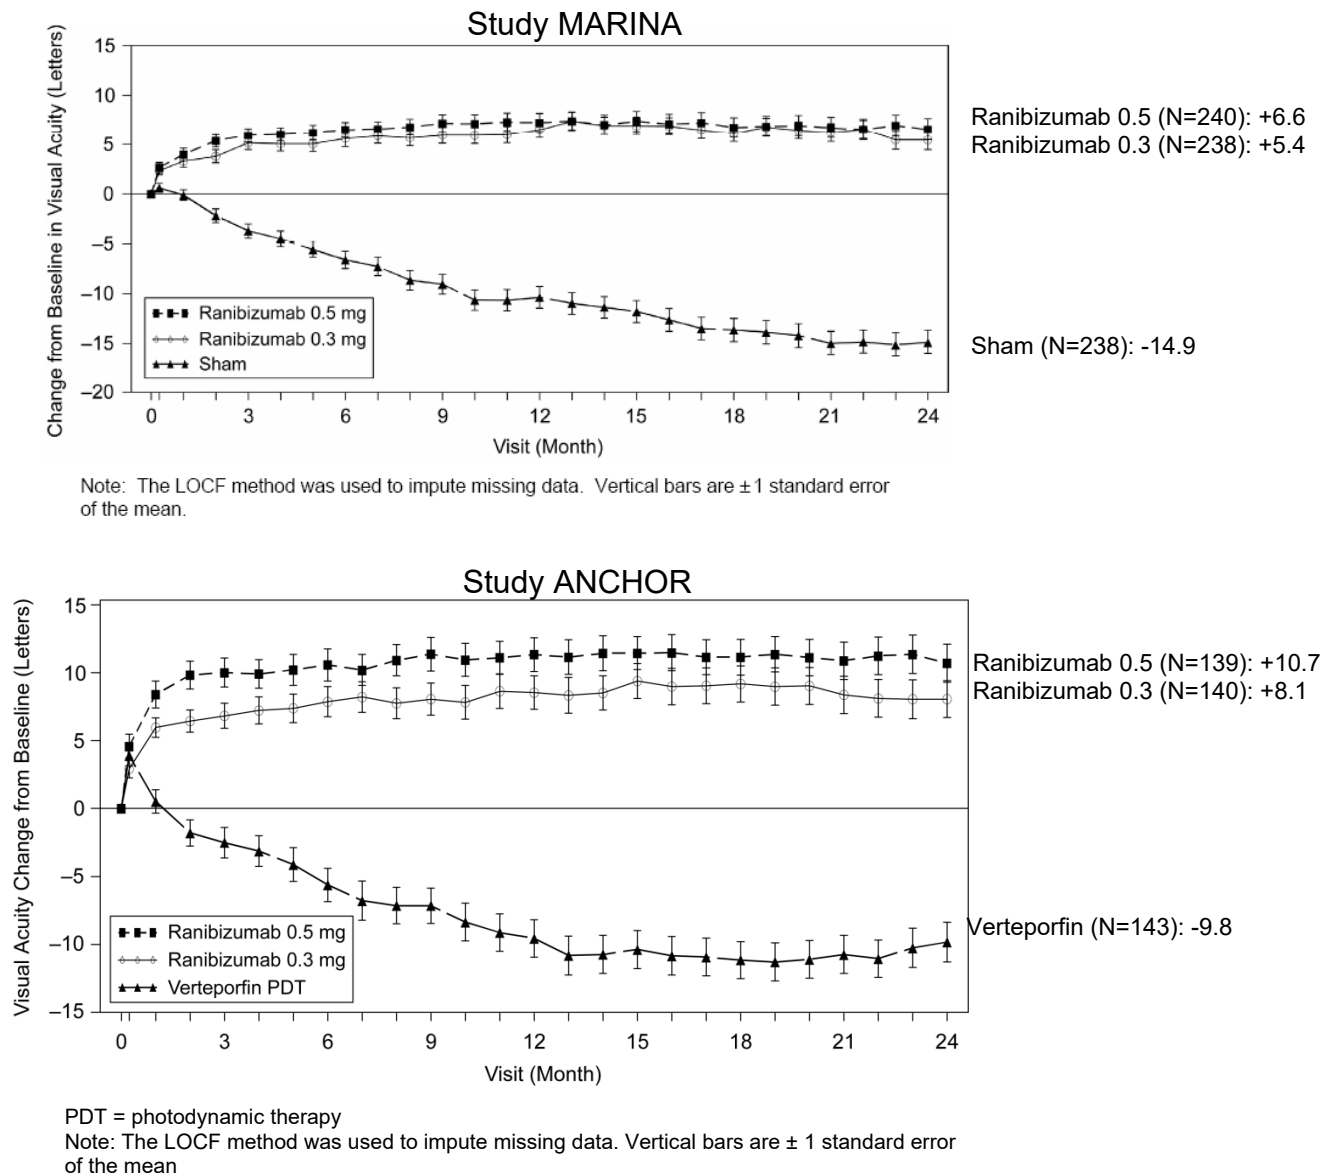 Study MARINA
Change from Baseline in Visual Acuity (Letters)
15
10
5
0
–5
–10
–15
–20
Ranibizumab 0.5 mg
Ranibizumab 0.3 mg
Sham
0 3 6 9 12 15 18 21 24
Visit (Month)
Ranibizumab 0.5 (N=240): +6.6
Ranibizumab 0.3 (N=238): +5.4
Sham (N=238): -14.9
Note: The LOCF method was used to impute missing data. Vertical bars are ±1 standard error
of the mean.
Study ANCHOR
Visual Acuity Change from Baseline (Letters)
15
10
5
0
–5
–10
–15
Ranibizumab 0.5 mg
Ranibizumab 0.3 mg
Verteporfin PDT
0 3 6 9 12 15 18 21 24
Visit (Month)
Ranibizumab 0.5 (N=139): +10.7
Ranibizumab 0.3 (N=140): +8.1
Verteporfin (N=143): -9.8
PDT = photodynamic therapy
Note: The LOCF method was used to impute missing data. Vertical bars are ± 1 standard error
of the mean